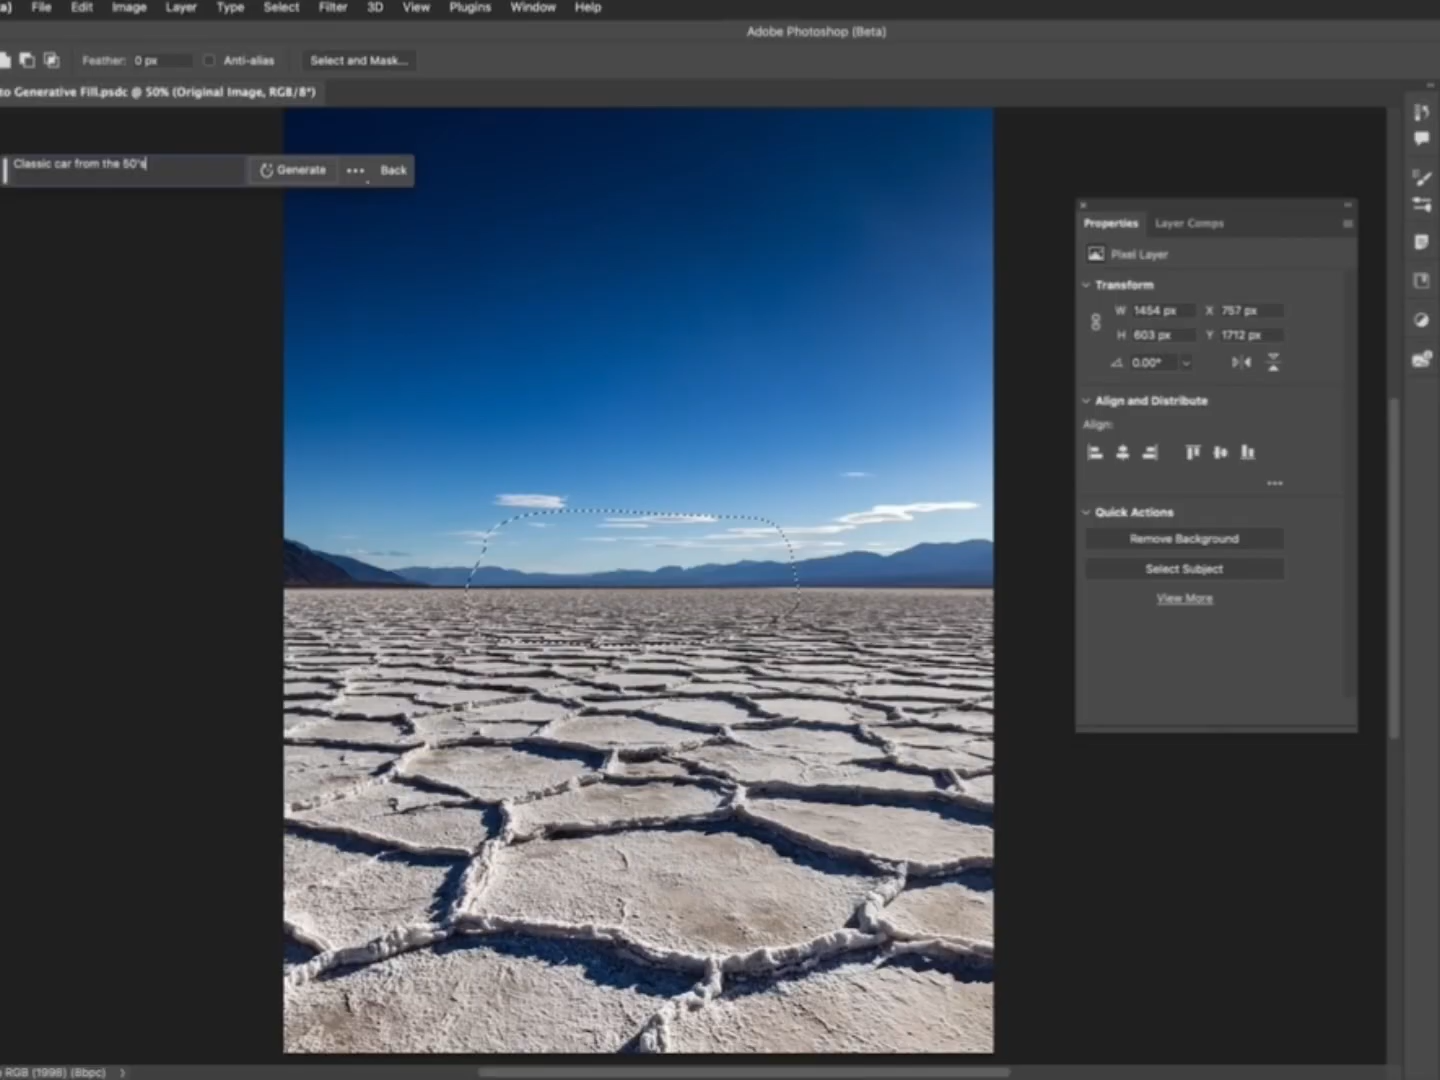 a) File Edit Image Layer Type Select Filter 3D View Plugins Window Help
Adobe Photoshop (Beta)
Feather: 0 px Anti-alias Select and Mask...
to Generative Fill.psdc @ 50% (Original Image, RGB/8*)
Classic car from the 50's Generate ••• Back
Properties Layer Comps
Pixel Layer
Transform
W 1454 px X 757 px
H 603 px Y 1712 px
0.00°
Align and Distribute
Align:
Quick Actions
Remove Background
Select Subject
View More
RGB (1998) (8bpc)